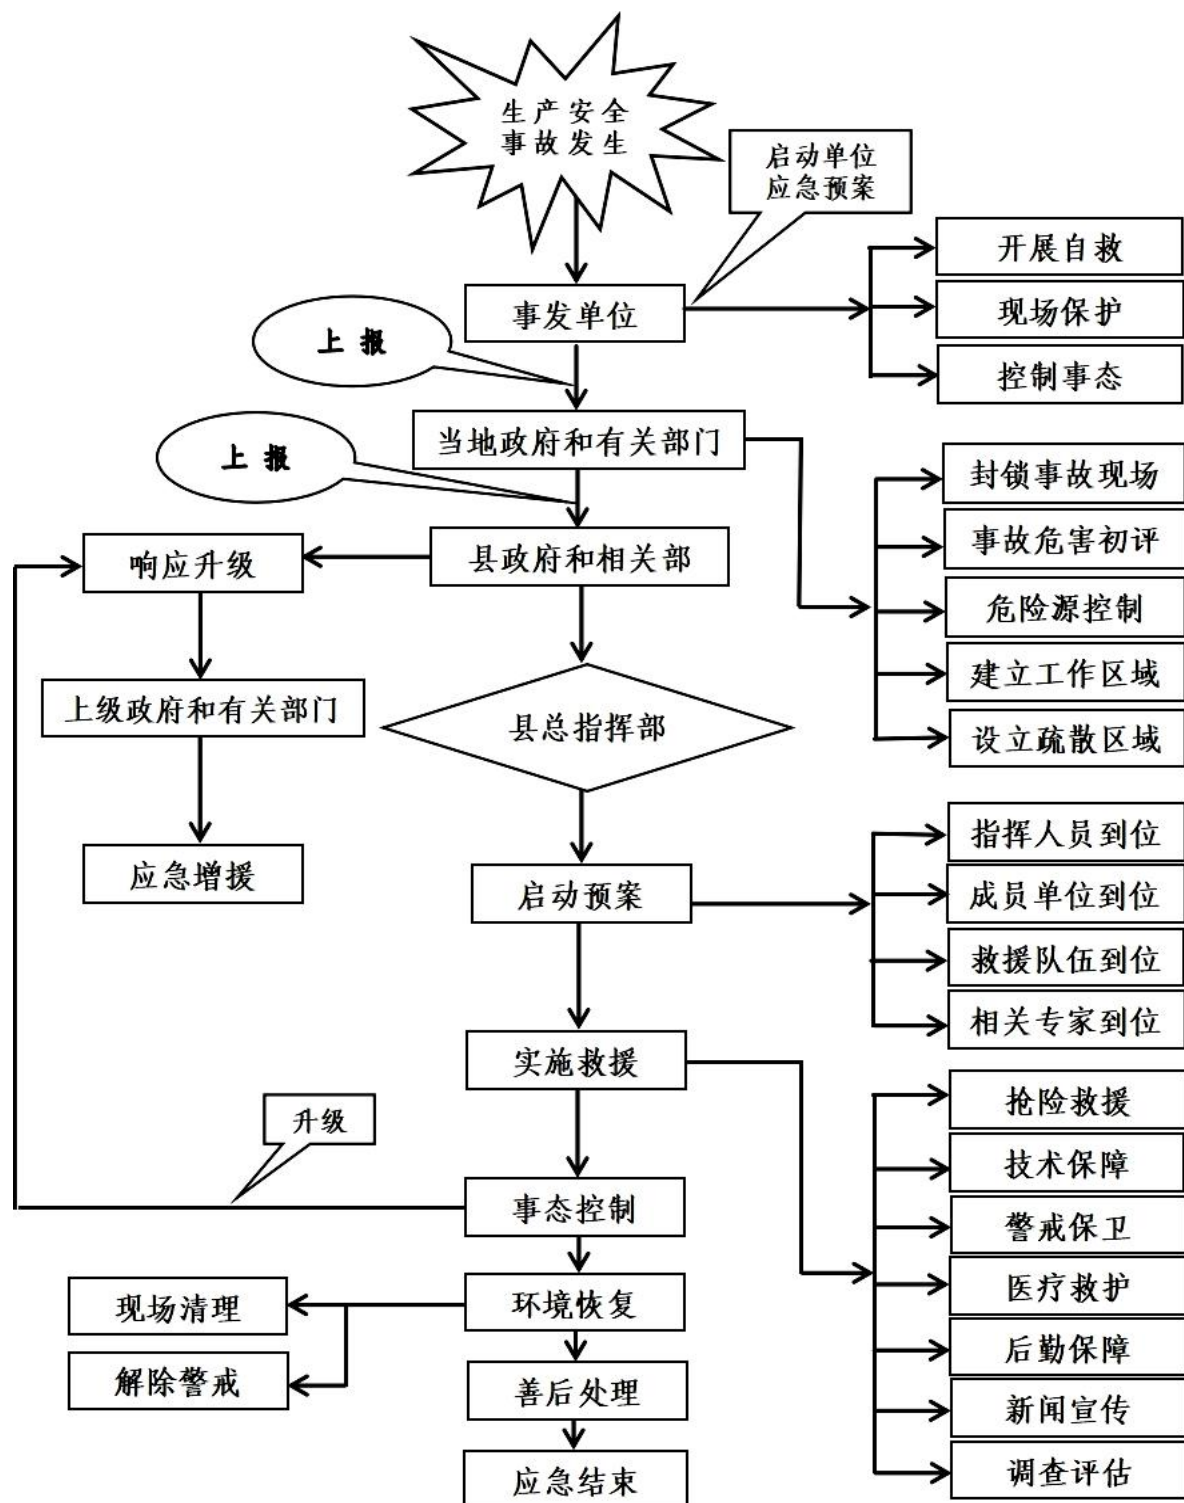 生产安全
事故发生
启动单位
应急预案
开展自救
事发单位
现场保护
上报
控制事态
当地政府和有关部门
上报
封锁事故现场
响应升级
县政府和相关部
事故危害初评
危险源控制
上级政府和有关部门
县总指挥部
建立工作区域
设立疏散区域
应急增援
启动预案
指挥人员到位
成员单位到位
救援队伍到位
相关专家到位
实施救援
抢险救援
升级
技术保障
事态控制
警戒保卫
现场清理
环境恢复
医疗救护
解除警戒
善后处理
后勤保障
新闻宣传
应急结束
调查评估